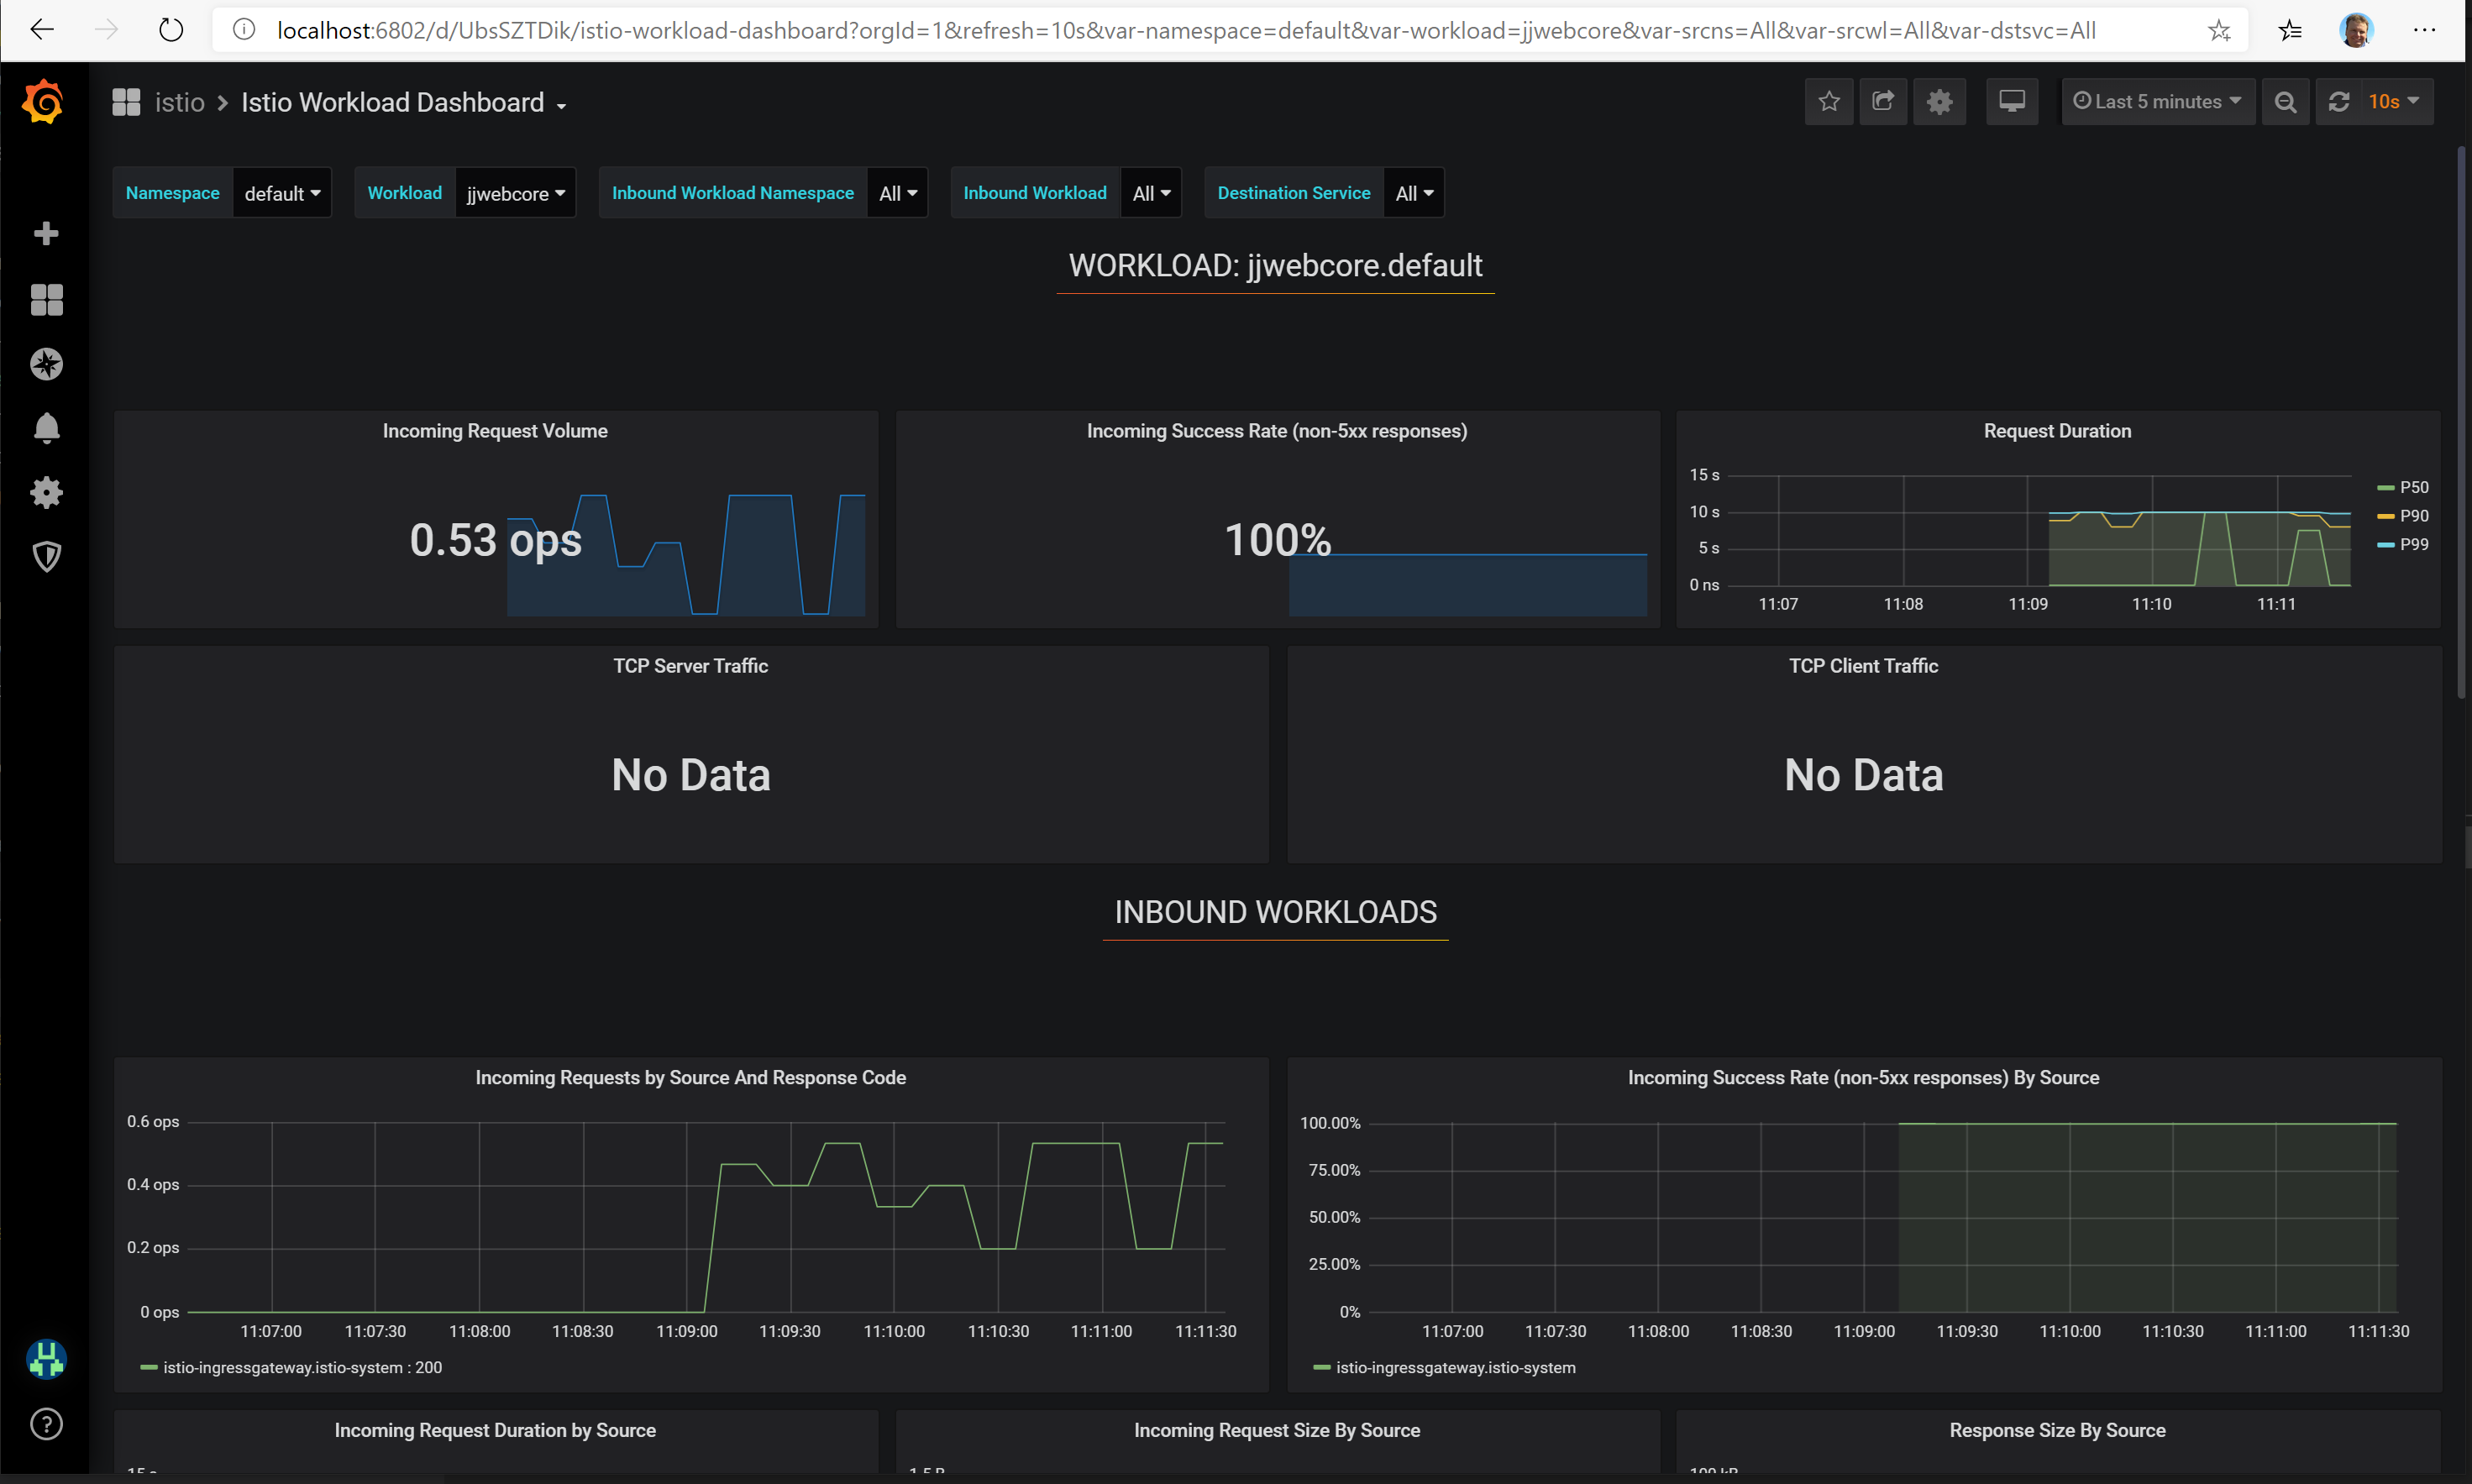 localhost:6802/d/UbsSZTDik/istio-workload-dashboard?orgId=1&refresh=10s&var-namespace=default&var-workload=jjwebcore&var-srcns=All&var-srcwl=All&var-dstsvc=All
istio > Istio Workload Dashboard
Last 5 minutes
10s
Namespace default Workload jjwebcore Inbound Workload Namespace All Inbound Workload All Destination Service All
WORKLOAD: jjwebcore.default
Incoming Request Volume
0.53 ops
Incoming Success Rate (non-5xx responses)
100%
Request Duration
15 s
10 s
5 s
0 ns
11:07 11:08 11:09 11:10 11:11
P50
P90
P99
TCP Server Traffic
No Data
TCP Client Traffic
No Data
INBOUND WORKLOADS
Incoming Requests by Source And Response Code
0.6 ops
0.4 ops
0.2 ops
0 ops
11:07:00 11:07:30 11:08:00 11:08:30 11:09:00 11:09:30 11:10:00 11:10:30 11:11:00 11:11:30
istio-ingressgateway.istio-system : 200
Incoming Success Rate (non-5xx responses) By Source
100.00%
75.00%
50.00%
25.00%
0%
11:07:00 11:07:30 11:08:00 11:08:30 11:09:00 11:09:30 11:10:00 11:10:30 11:11:00 11:11:30
istio-ingressgateway.istio-system
Incoming Request Duration by Source
Incoming Request Size By Source
Response Size By Source